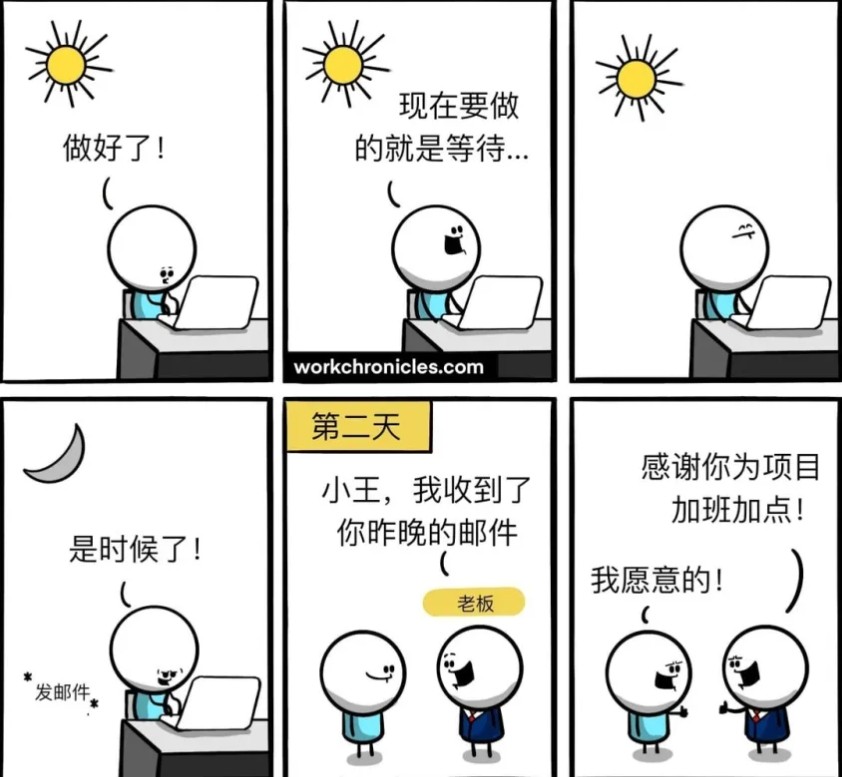 做好了！
现在要做
的就是等待...
workchronicles.com
是时候了！
*发邮件*
第二天
小王，我收到了
你昨晚的邮件
老板
感谢你为项目
加班加点！
我愿意的！